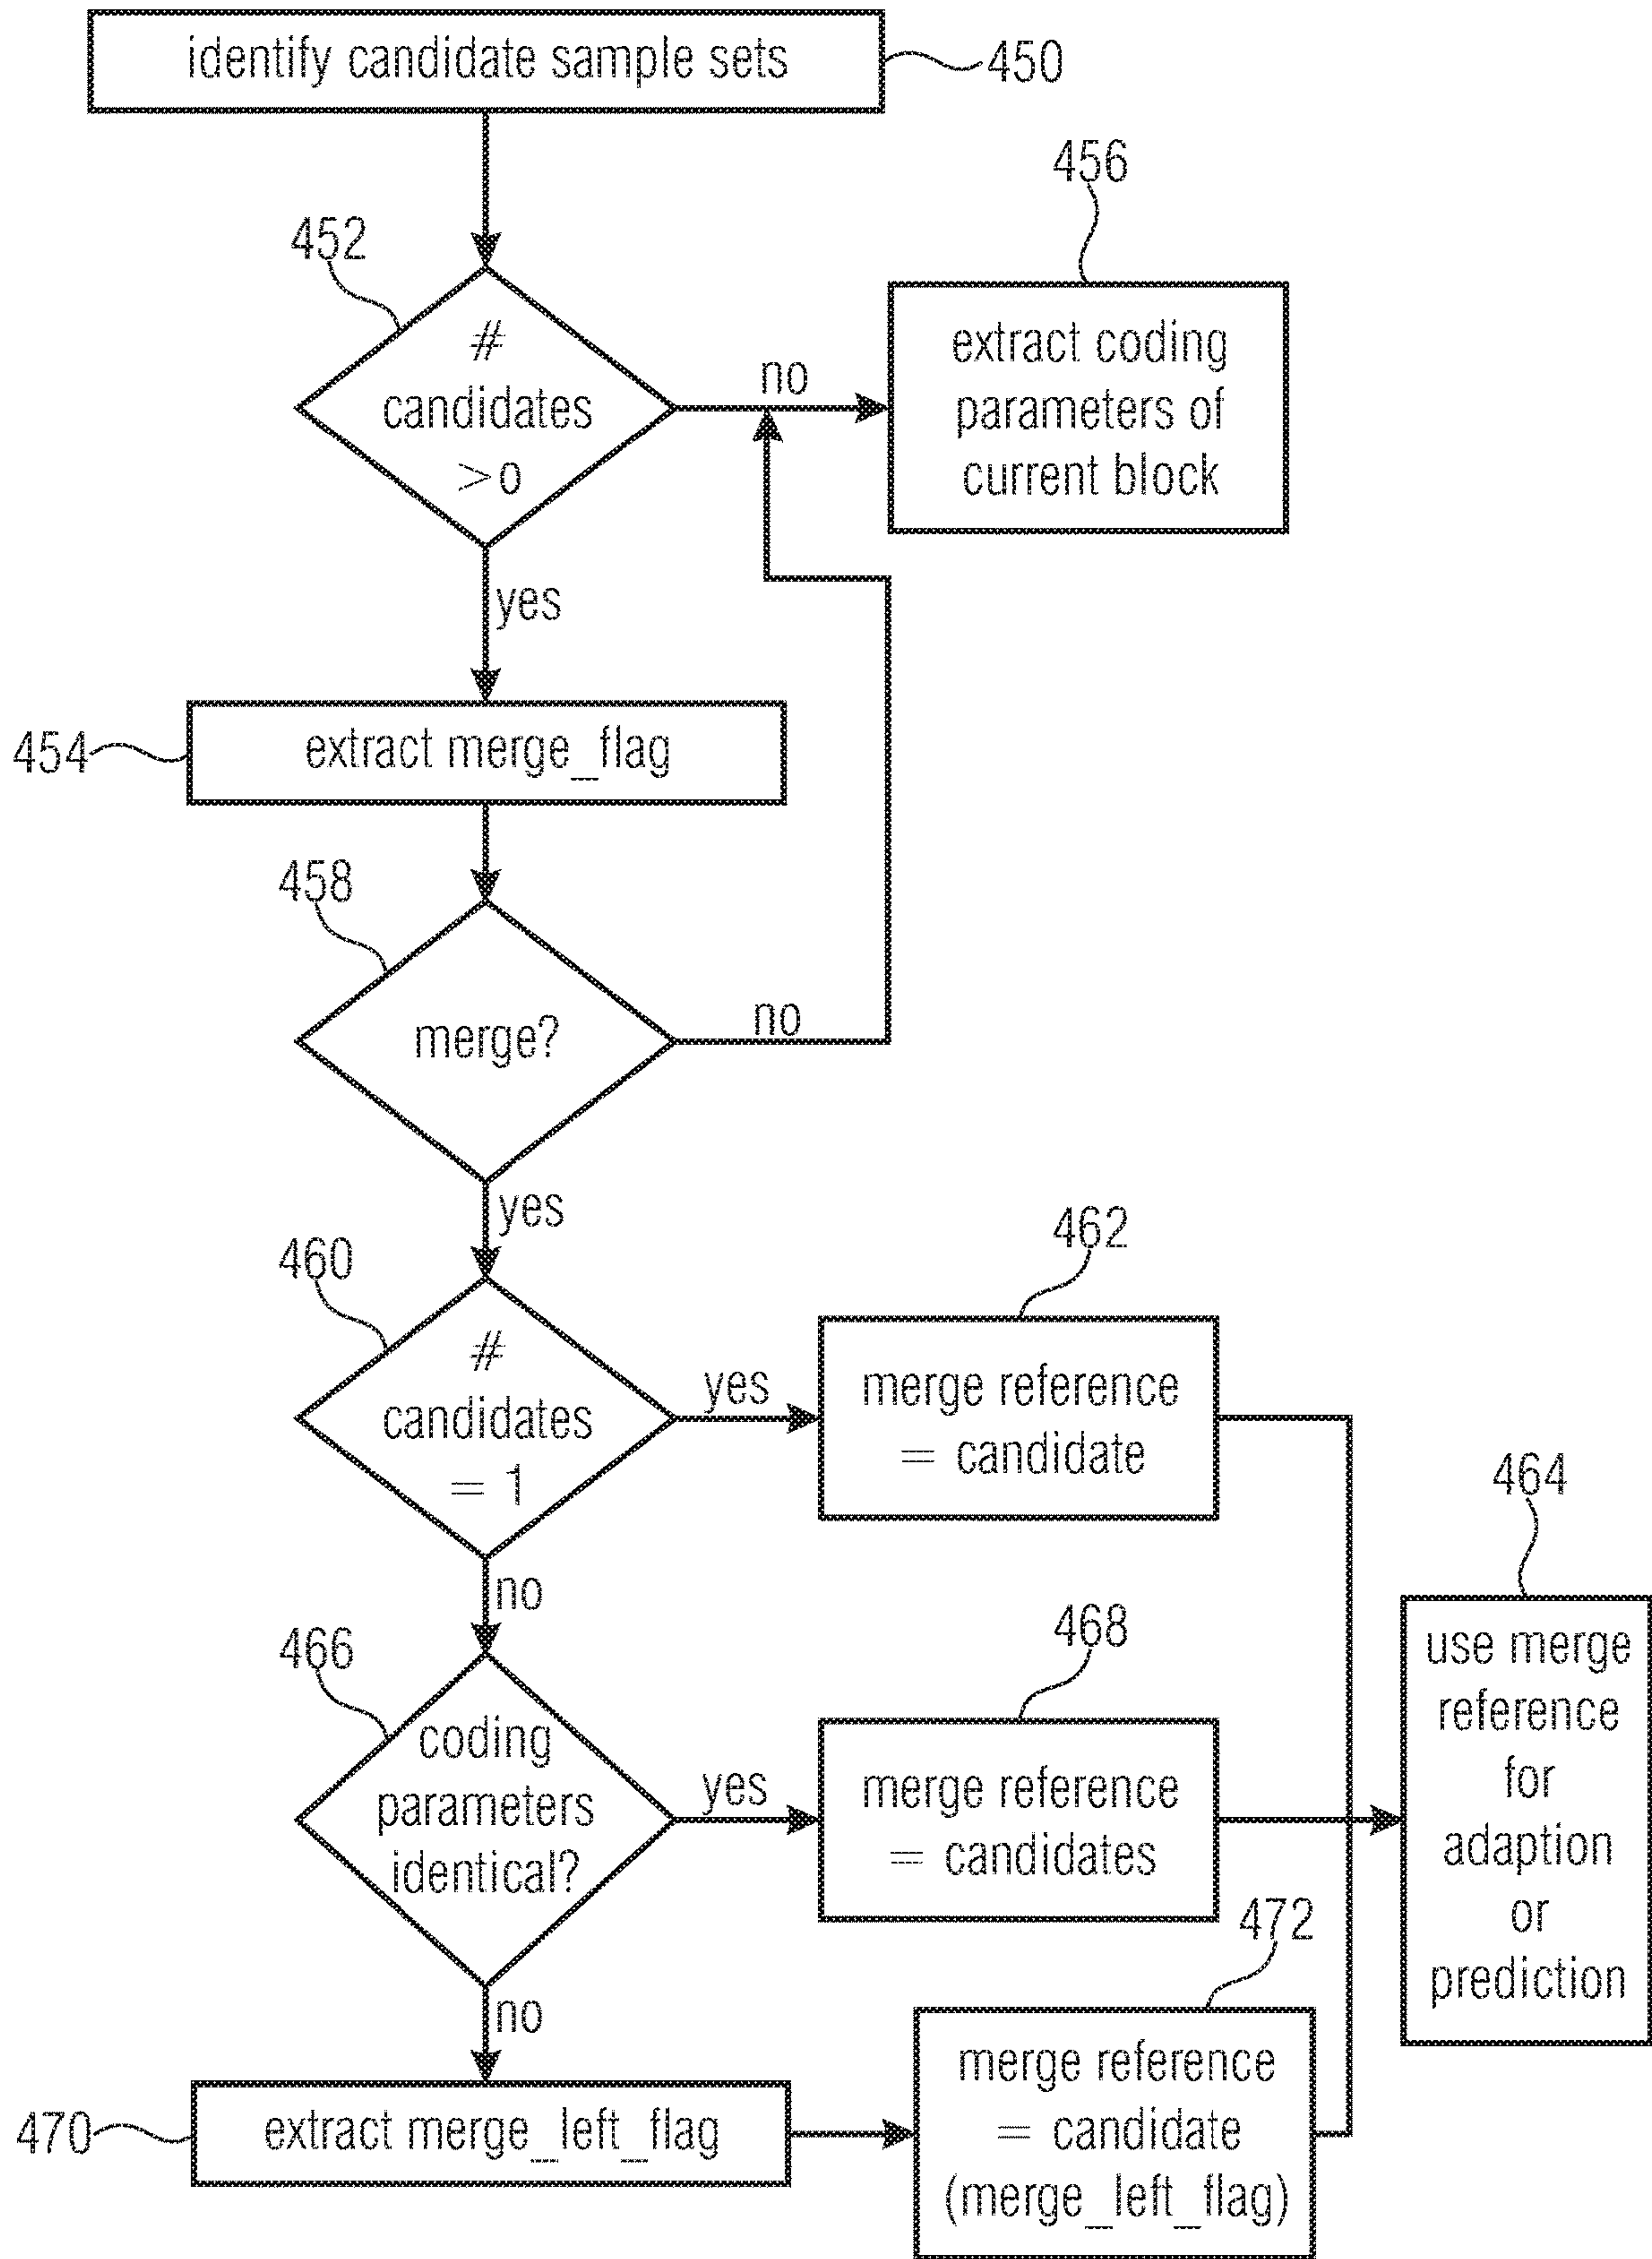 identify candidate sample sets
450
456
452
#
candidates
>o
no
extract coding
parameters of
current block
yes
454
extract merge_flag
458
merge?
no
yes
460
462
#
candidates
= 1
yes
merge reference
= candidate
464
no
466
468
coding
parameters
identical?
yes
merge reference
= candidates
use merge
reference
for
adaption
or
prediction
472
no
470
extract merge_left_flag
merge reference
= candidate
(merge_left_flag)